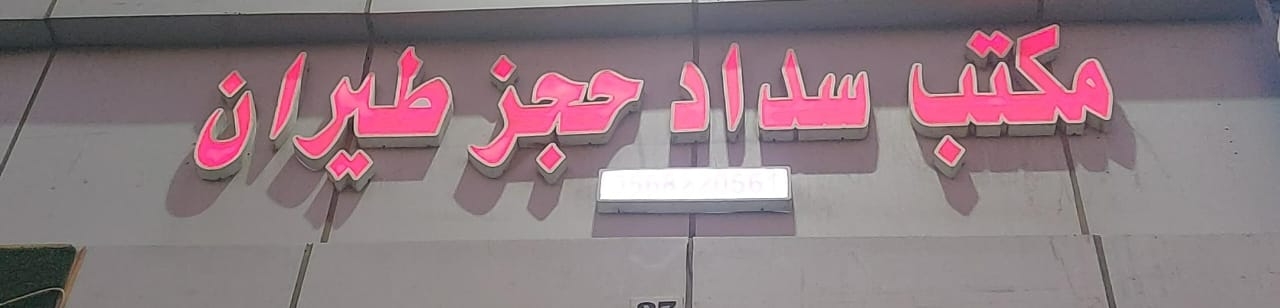 مكتب سداد حجز طيران